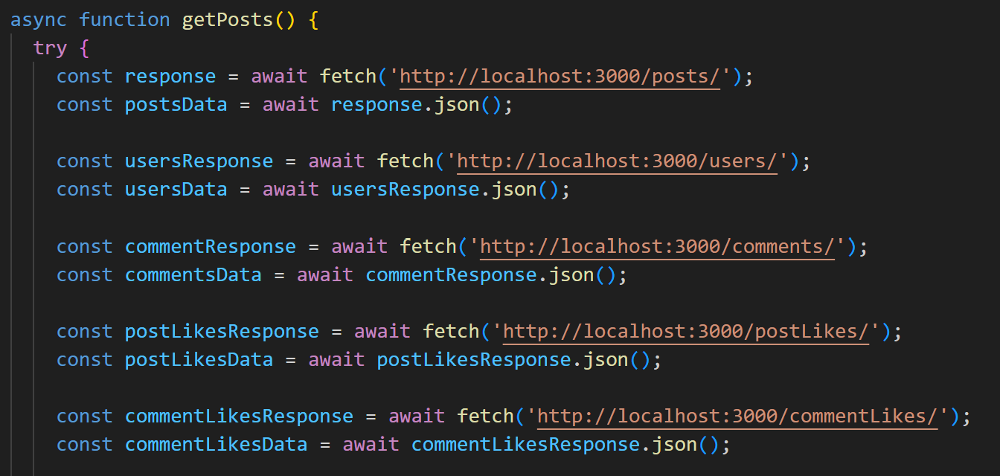 async function getPosts() {
try {
const response = await fetch('http://localhost:3000/posts/');
const postsData = await response.json();
const usersResponse = await fetch('http://localhost:3000/users/');
const usersData = await usersResponse.json();
const commentResponse = await fetch('http://localhost:3000/comments/');
const commentsData = await commentResponse.json();
const postLikesResponse = await fetch('http://localhost:3000/postLikes/');
const postLikesData = await postLikesResponse.json();
const commentLikesResponse = await fetch('http://localhost:3000/commentLikes/');
const commentLikesData = await commentLikesResponse.json();